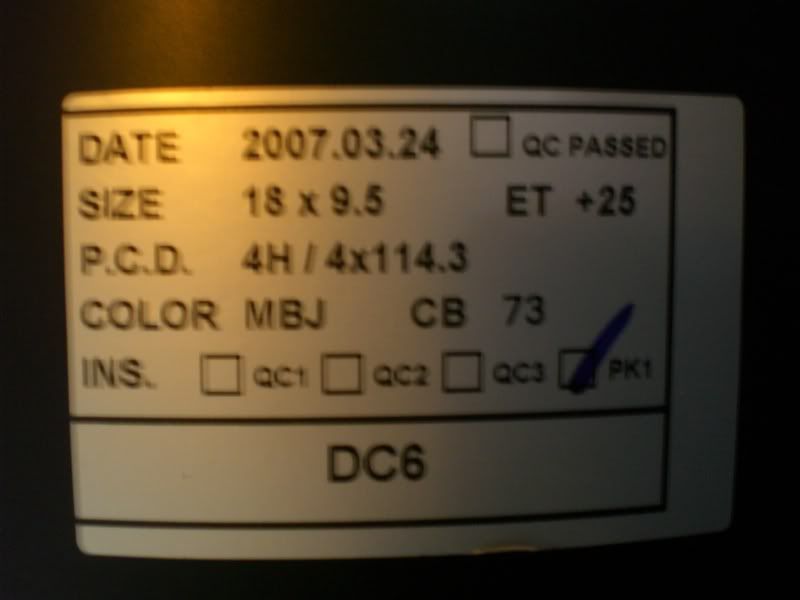 DATE 2007.03.24 QC PASSED
SIZE 18 x 9.5 ET +25
P.C.D. 4H / 4x114.3
COLOR MBJ CB 73
INS. QC1 QC2 QC3 PK1
DC6